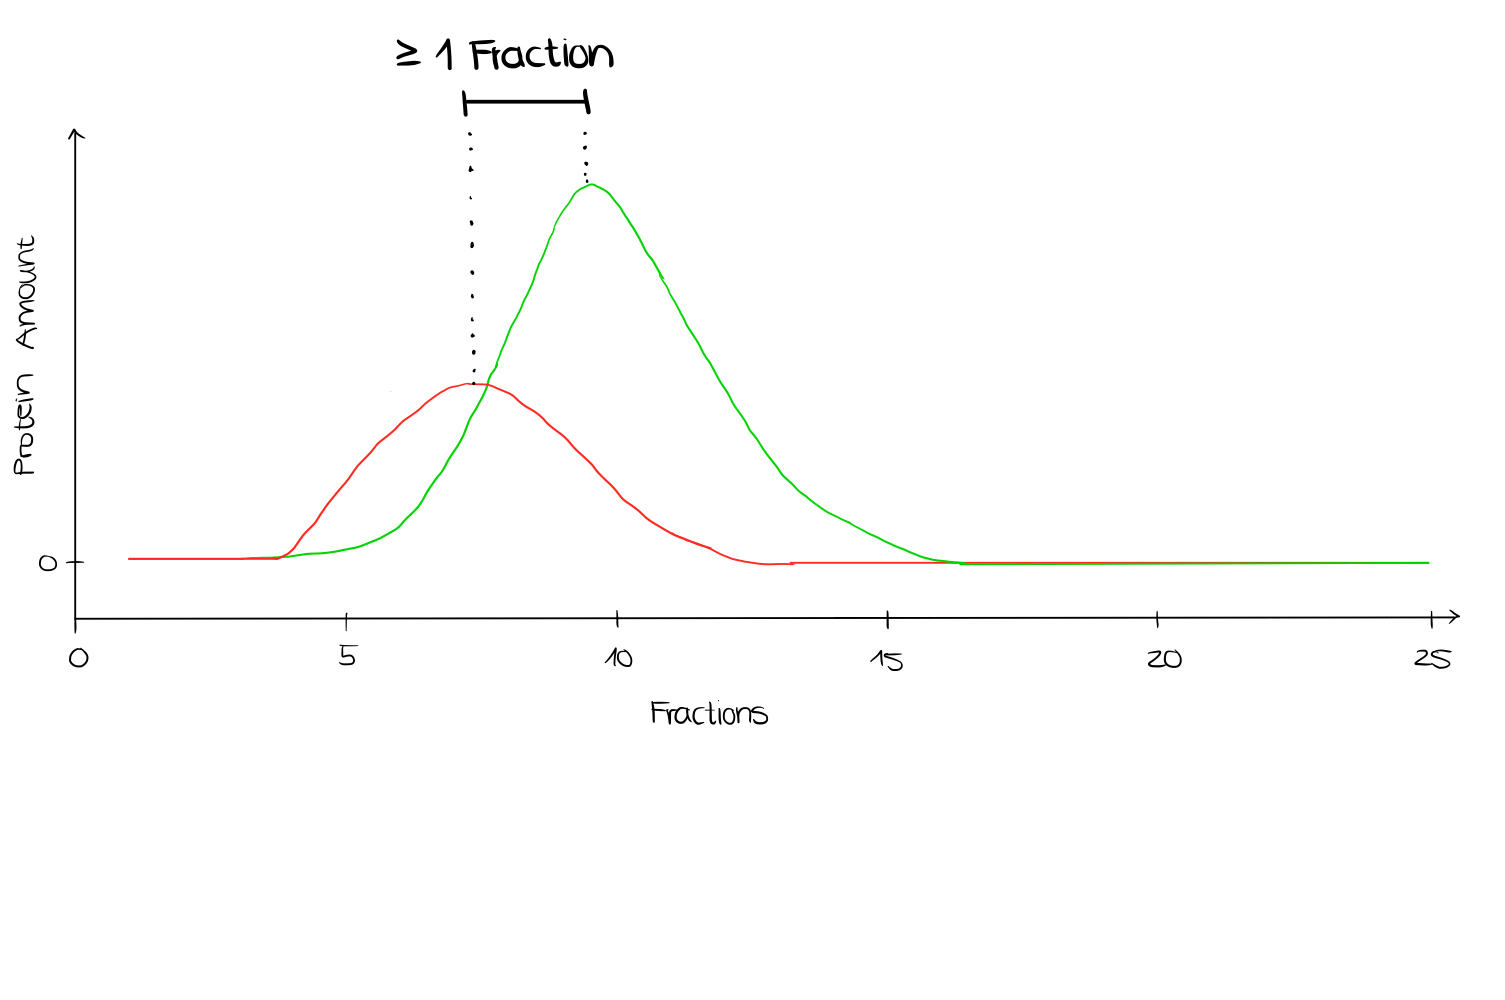 ≥ 1 Fraction
Protein Amount
0
0 5 10 15 20 25
Fractions